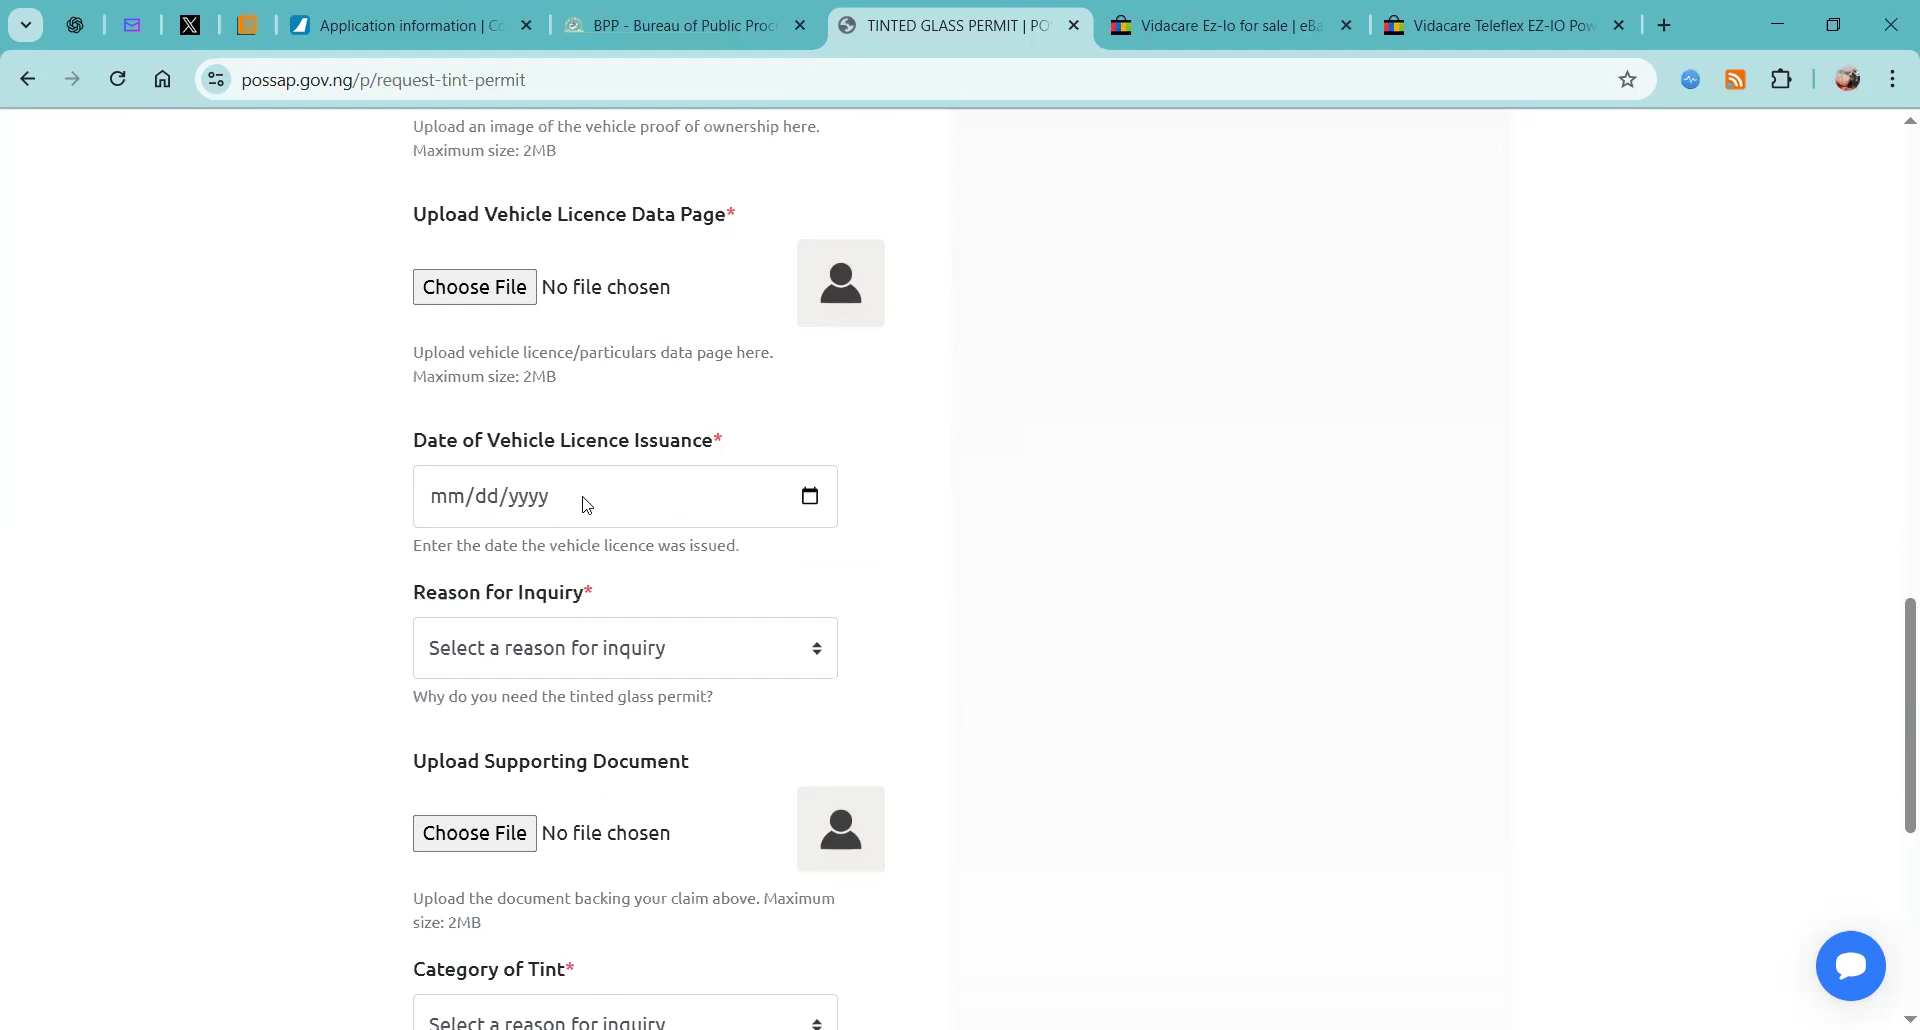 Application information | Co
BPP - Bureau of Public Proc
TINTED GLASS PERMIT | PO
Vidacare Ez-Io for sale | eBa
Vidacare Teleflex EZ-IO Pow
possap.gov.ng/p/request-tint-permit
Upload an image of the vehicle proof of ownership here.
Maximum size: 2MB
Upload Vehicle Licence Data Page*
Choose File No file chosen
Upload vehicle licence/particulars data page here.
Maximum size: 2MB
Date of Vehicle Licence Issuance*
mm/dd/yyyy
Enter the date the vehicle licence was issued.
Reason for Inquiry*
Select a reason for inquiry
Why do you need the tinted glass permit?
Upload Supporting Document
Choose File No file chosen
Upload the document backing your claim above. Maximum
size: 2MB
Category of Tint*
Select a reason for inquiry